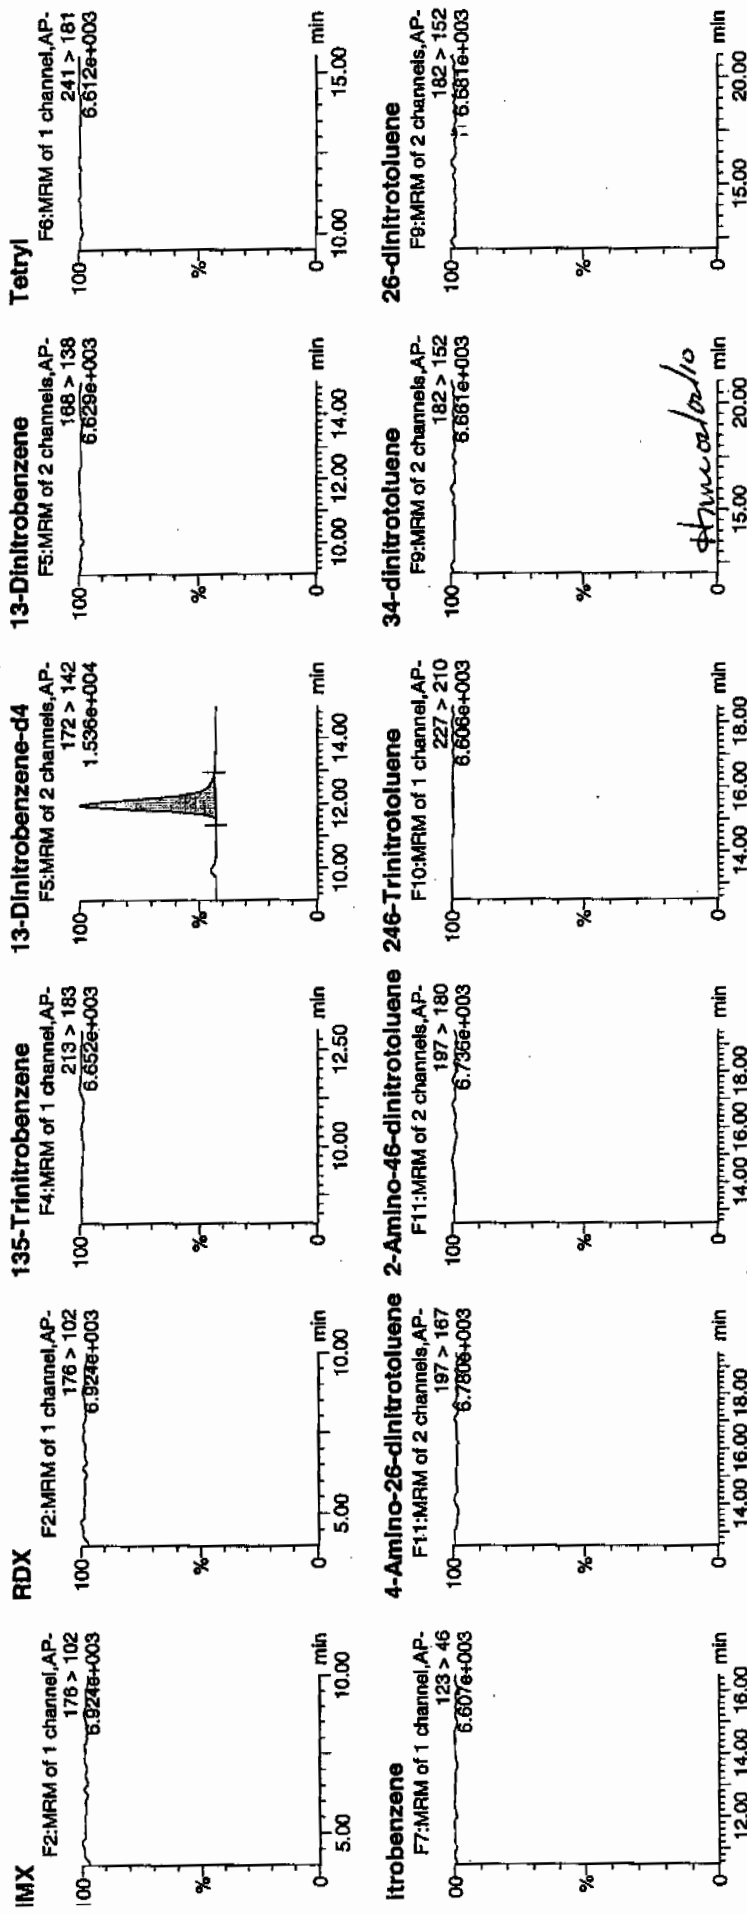 IMX
F2:MRM of 1 channel,AP-
176 > 102
6.924e+003
100
%
0
5.00
10.00
min
RDX
F2:MRM of 1 channel,AP-
176 > 102
6.924e+003
100
%
0
5.00
10.00
min
135-Trinitrobenzene
F4:MRM of 1 channel,AP-
213 > 183
6.652e+003
100
%
0
10.00
12.50
min
13-Dinitrobenzene-d4
F5:MRM of 2 channels,AP-
172 > 142
1.536e+004
100
%
0
10.00
12.00
14.00
min
13-Dinitrobenzene
F5:MRM of 2 channels,AP-
168 > 138
6.629e+003
100
%
0
10.00
12.00
14.00
min
Tetryl
F6:MRM of 1 channel,AP-
241 > 181
6.612e+003
100
%
0
10.00
15.00
min
itrobenzene
F7:MRM of 1 channel,AP-
123 > 46
6.607e+003
00
%
0
12.00
14.00
16.00
min
4-Amino-26-dinitrotoluene
F11:MRM of 2 channels,AP-
197 > 167
6.780e+003
100
%
0
14.00
16.00
18.00
min
2-Amino-46-dinitrotoluene
F11:MRM of 2 channels,AP-
197 > 180
6.736e+003
100
%
0
14.00
16.00
18.00
min
246-Trinitrotoluene
F10:MRM of 1 channel,AP-
227 > 210
6.606e+003
100
%
0
14.00
16.00
18.00
min
34-dinitrotoluene
F9:MRM of 2 channels,AP-
182 > 152
6.661e+003
100
%
0
15.00
20.00
min
26-dinitrotoluene
F9:MRM of 2 channels,AP-
182 > 152
6.681e+003
100
%
0
15.00
20.00
min